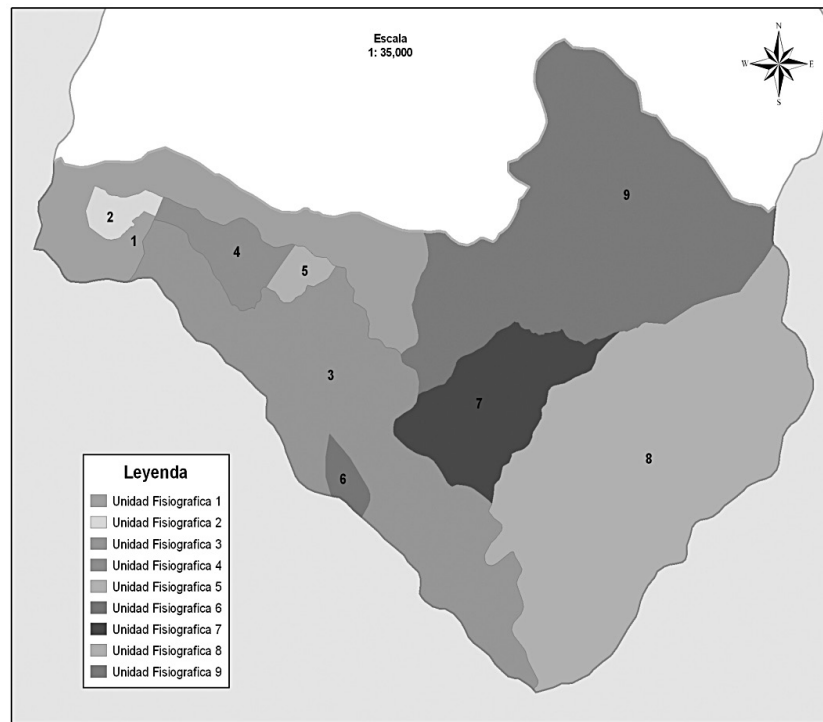 Escala
1: 35,000
N
W
E
S
9
2
1
4
5
3
7
8
6
Leyenda
Unidad Fisiografica 1
Unidad Fisiografica 2
Unidad Fisiografica 3
Unidad Fisiografica 4
Unidad Fisiografica 5
Unidad Fisiografica 6
Unidad Fisiografica 7
Unidad Fisiografica 8
Unidad Fisiografica 9